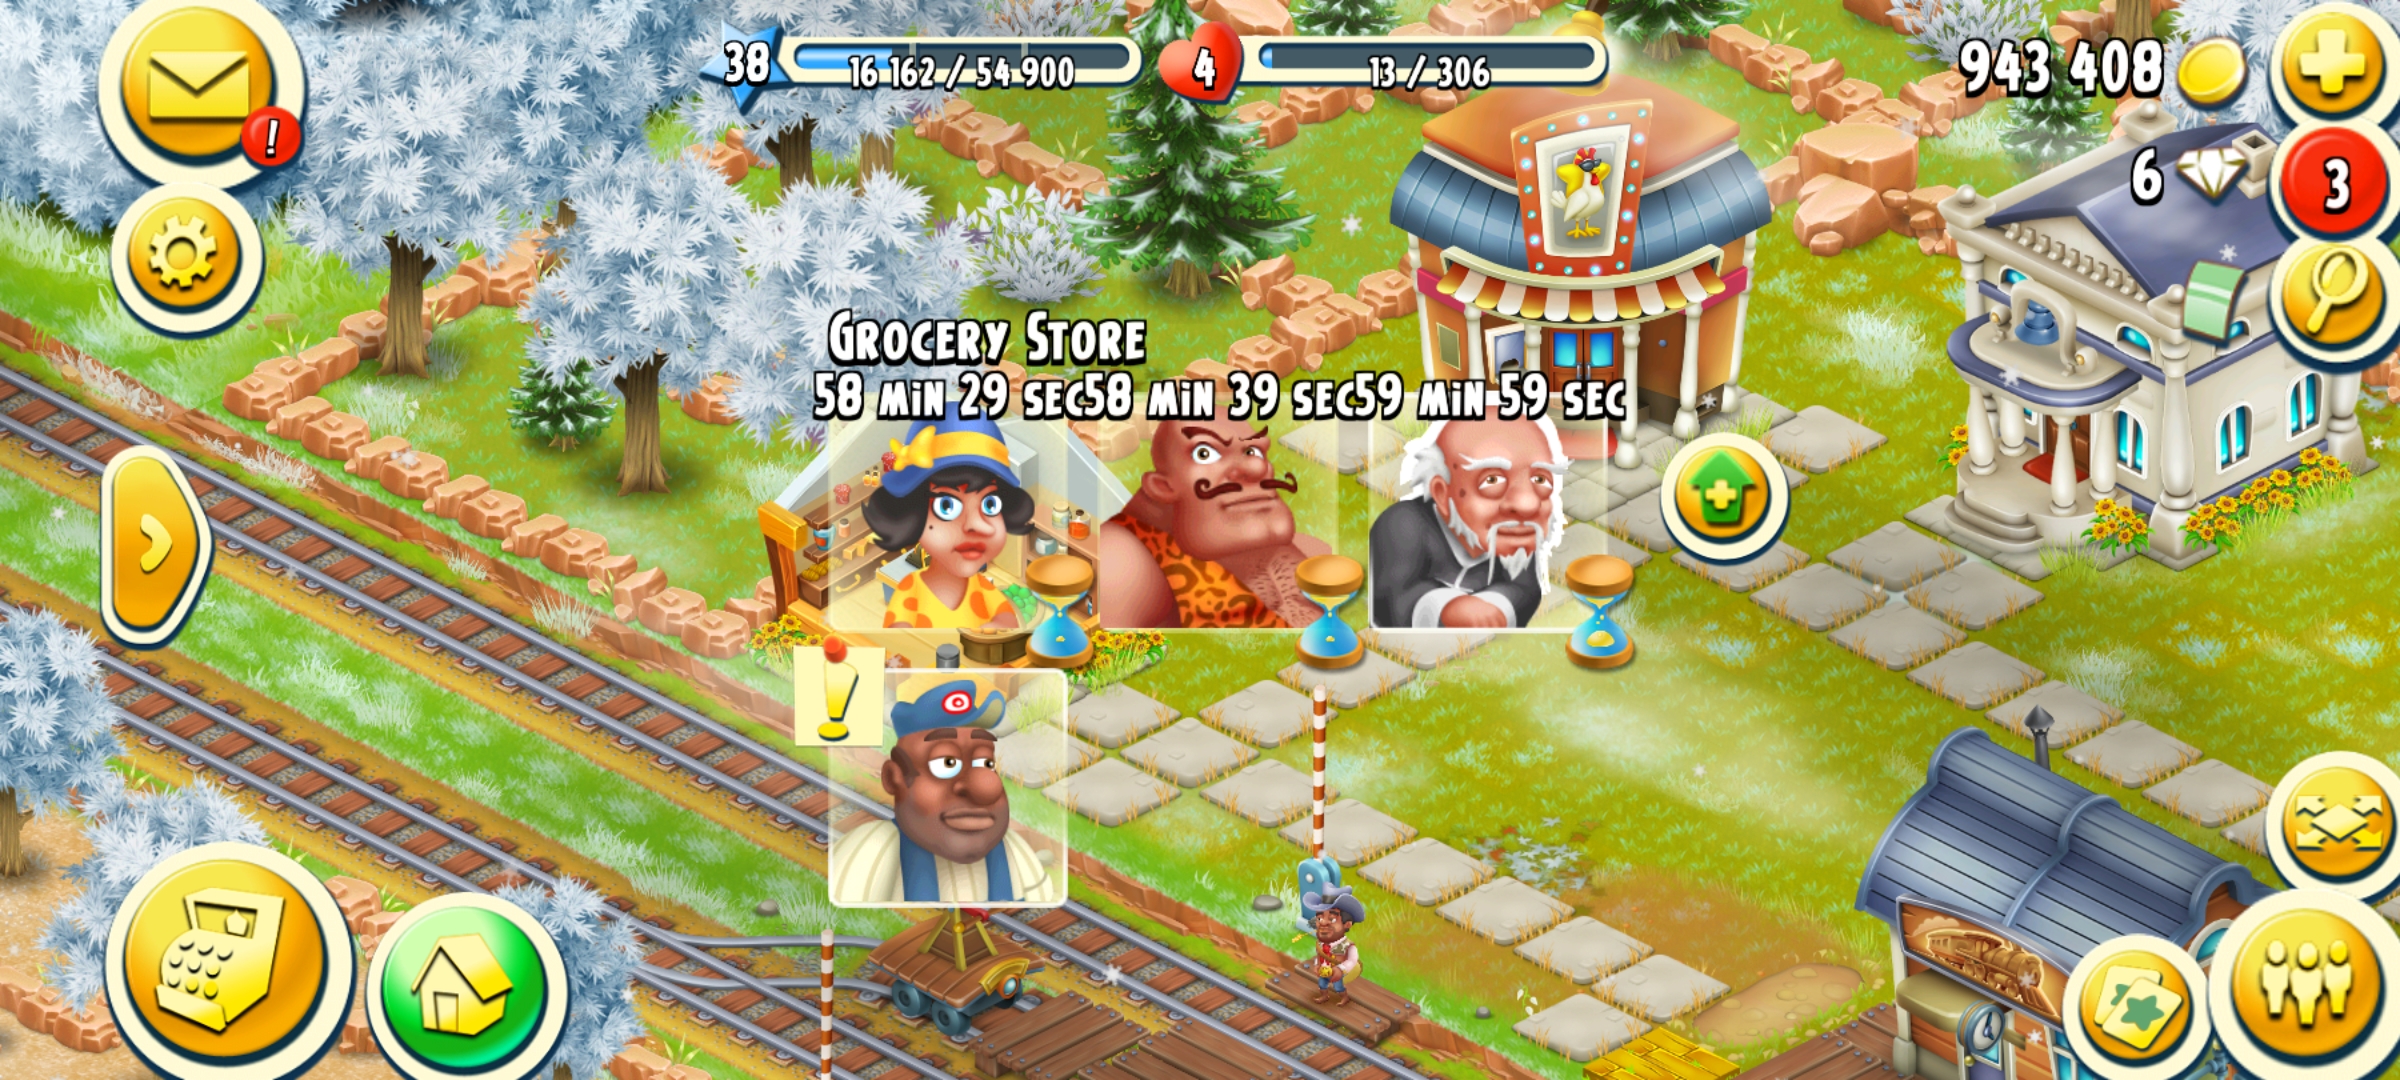 38
16 162 / 54 900
4
13 / 306
943 408
6
3
!
GROCERY STORE
58 MIN 29 SEC58 MIN 39 SEC59 MIN 59 SEC
!